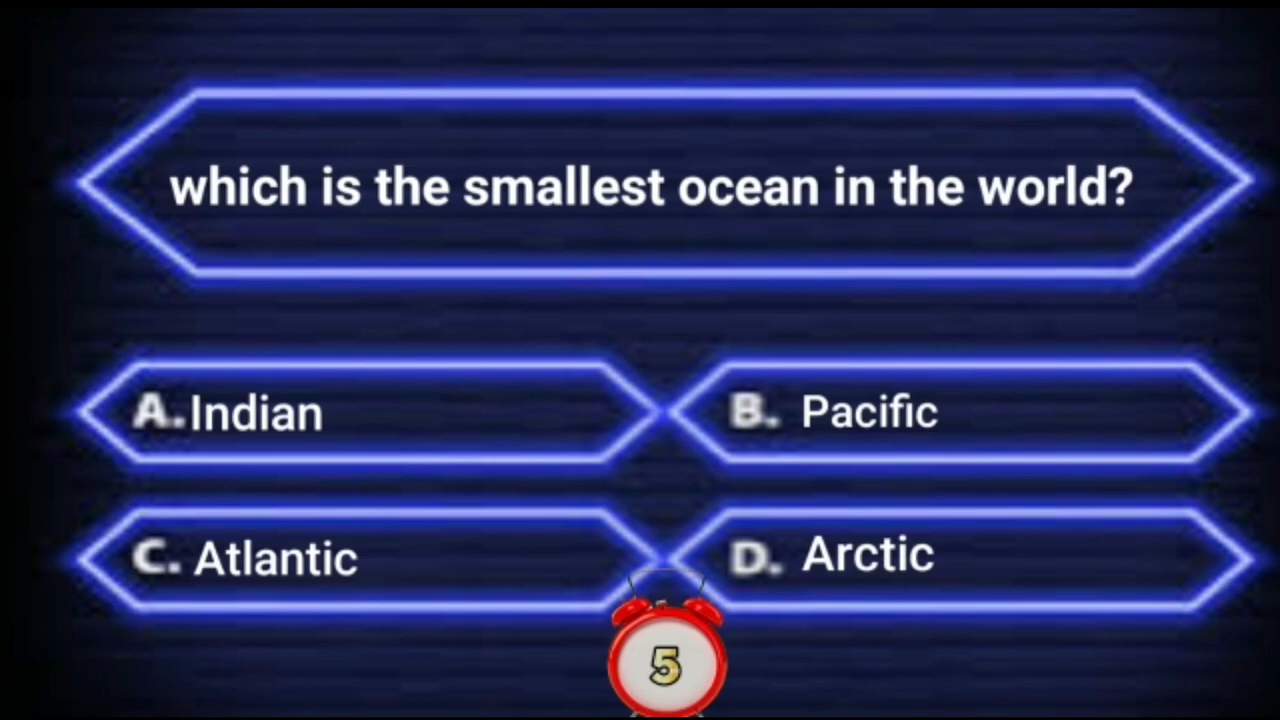 which is the smallest ocean in the world?
A. Indian
B. Pacific
C. Atlantic
D. Arctic
5